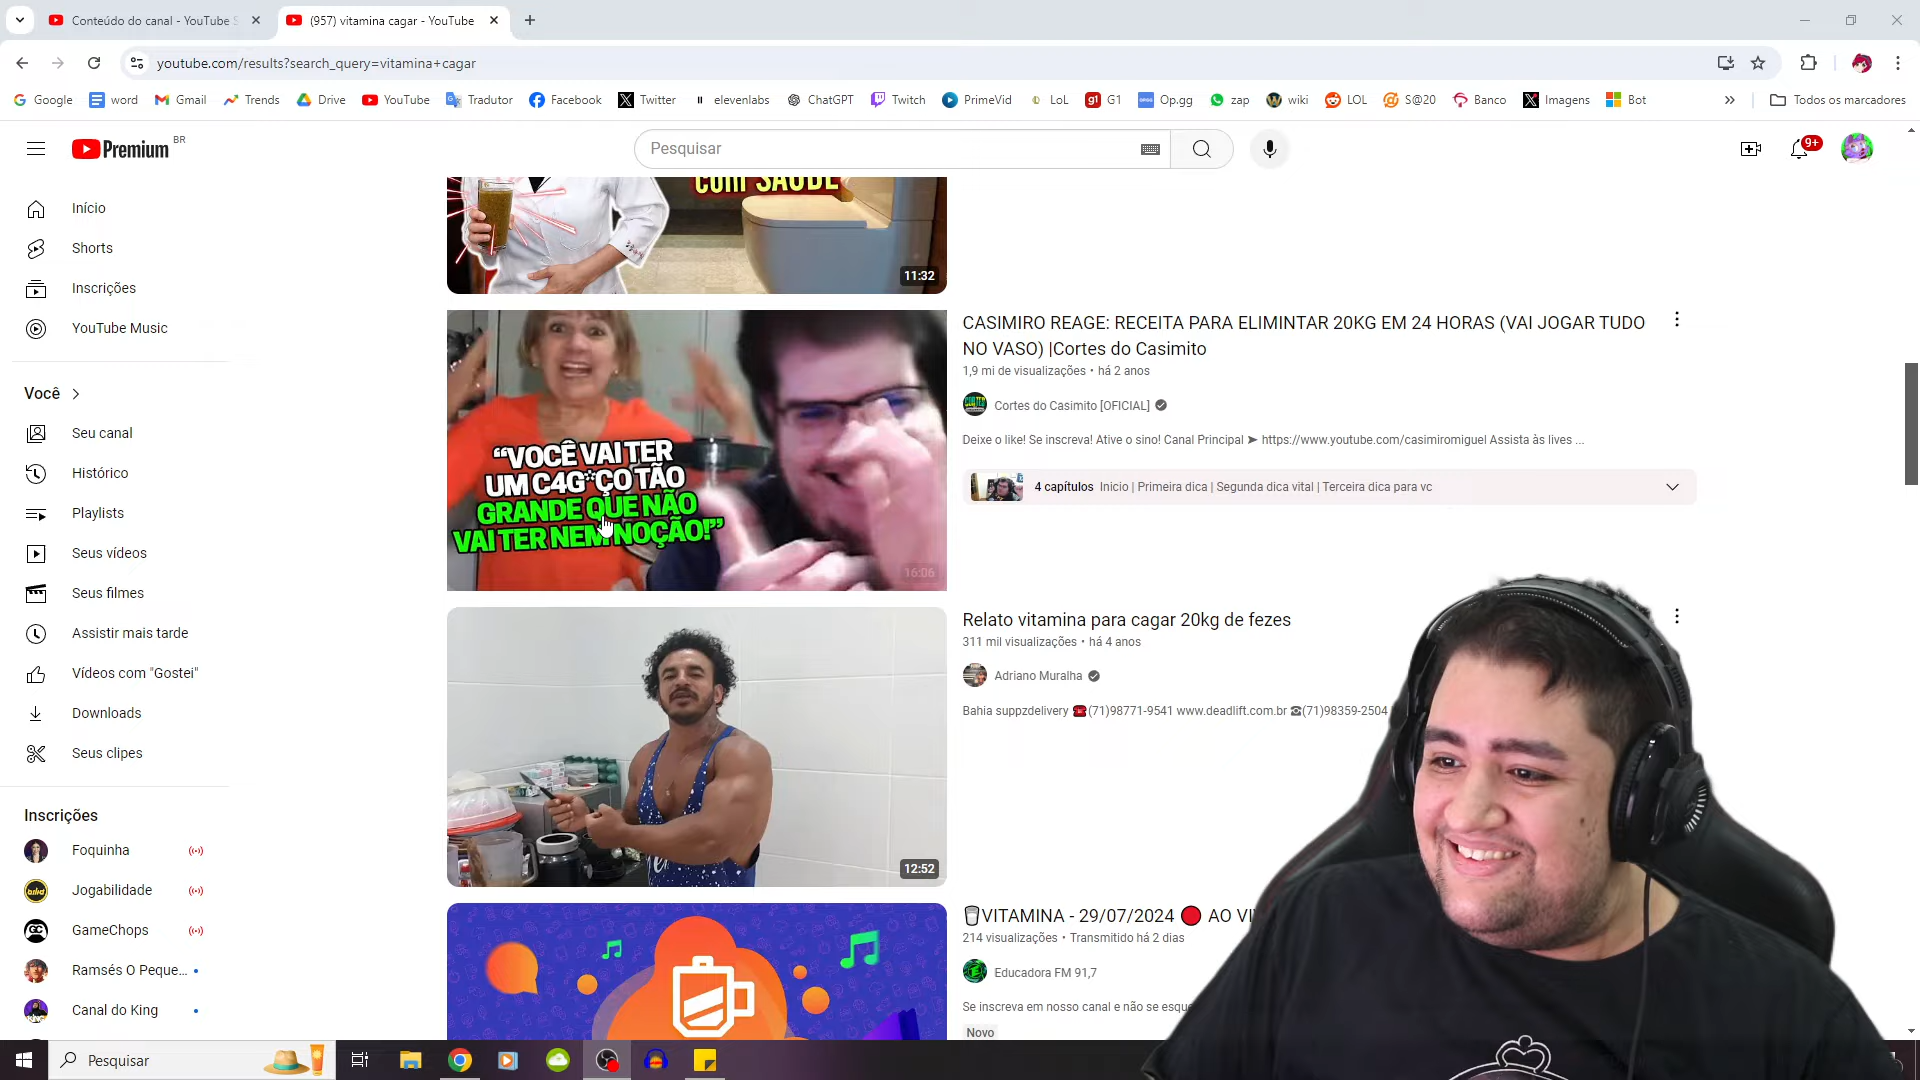 Conteúdo do canal - YouTube S
(957) vitamina cagar - YouTube
youtube.com/results?search_query=vitamina+cagar
Google
word
Gmail
Trends
Drive
YouTube
Tradutor
Facebook
Twitter
elevenlabs
ChatGPT
Twitch
PrimeVid
LoL
G1
Op.gg
zap
wiki
LOL
S@20
Banco
Imagens
Bot
»
Todos os marcadores
Premium BR
Pesquisar
9+
Início
Shorts
Inscrições
YouTube Music
Você
Seu canal
Histórico
Playlists
Seus vídeos
Seus filmes
Assistir mais tarde
Vídeos com "Gostei"
Downloads
Seus clipes
Inscrições
Foquinha
Jogabilidade
GameChops
Ramsés O Peque...
Canal do King
com SAÚDE
11:32
"VOCÊ VAI TER
UM C4G*ÇO TÃO
GRANDE QUE NÃO
VAI TER NEM NOÇÃO!"
16:06
CASIMIRO REAGE: RECEITA PARA ELIMINTAR 20KG EM 24 HORAS (VAI JOGAR TUDO
NO VASO) |Cortes do Casimito
1,9 mi de visualizações • há 2 anos
Cortes do Casimito [OFICIAL]
Deixe o like! Se inscreva! Ative o sino! Canal Principal ➤ https://www.youtube.com/casimiromiguel Assista às lives ...
4 capítulos Inicio | Primeira dica | Segunda dica vital | Terceira dica para vc
12:52
Relato vitamina para cagar 20kg de fezes
311 mil visualizações • há 4 anos
Adriano Muralha
Bahia suppzdelivery ☎(71)98771-9541 www.deadlift.com.br ☎(71)98359-2504
VITAMINA - 29/07/2024 🔴 AO VI
214 visualizações • Transmitido há 2 dias
Educadora FM 91,7
Se inscreva em nosso canal e não se esque
Novo
Pesquisar